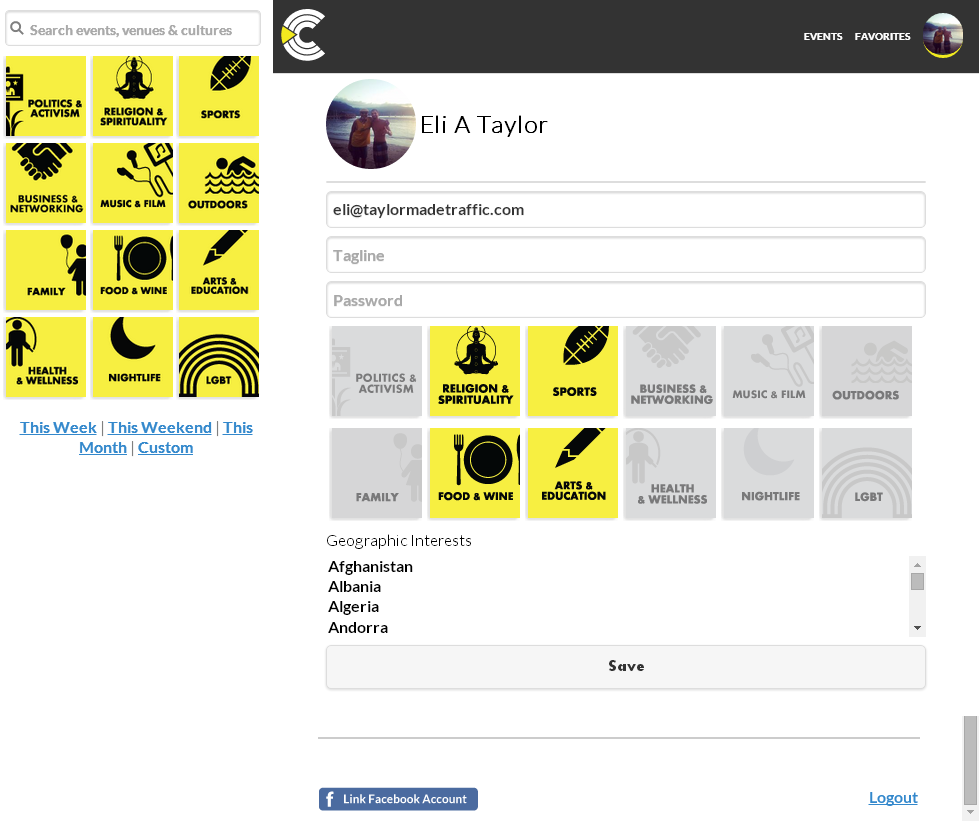 Search events, venues & cultures
POLITICS &
ACTIVISM
RELIGION &
SPIRITUALITY
SPORTS
BUSINESS &
NETWORKING
MUSIC & FILM
OUTDOORS
FAMILY
FOOD & WINE
ARTS &
EDUCATION
HEALTH
& WELLNESS
NIGHTLIFE
LGBT
This Week | This Weekend | This
Month | Custom
EVENTS
FAVORITES
Eli A Taylor
eli@taylormadetraffic.com
Tagline
Password
POLITICS &
ACTIVISM
RELIGION &
SPIRITUALITY
SPORTS
BUSINESS &
NETWORKING
MUSIC & FILM
OUTDOORS
FAMILY
FOOD & WINE
ARTS &
EDUCATION
HEALTH
& WELLNESS
NIGHTLIFE
LGBT
Geographic Interests
Afghanistan
Albania
Algeria
Andorra
Save
Link Facebook Account
Logout